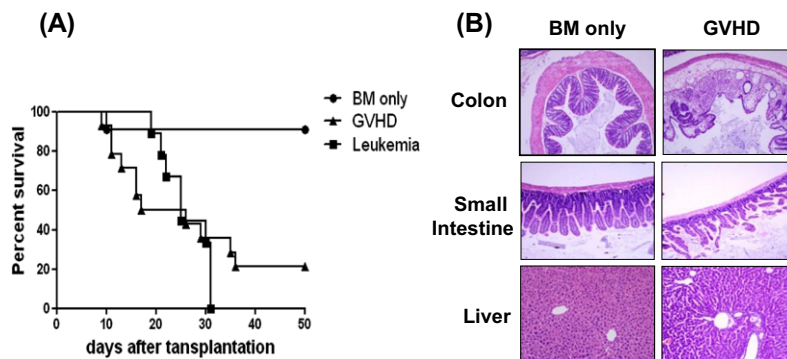 (A)
BM only
GVHD
Leukemia
100
80
60
40
20
0
Percent survival
0 10 20 30 40 50
days after tansplantation
(B)
BM only GVHD
Colon
Small
Intestine
Liver